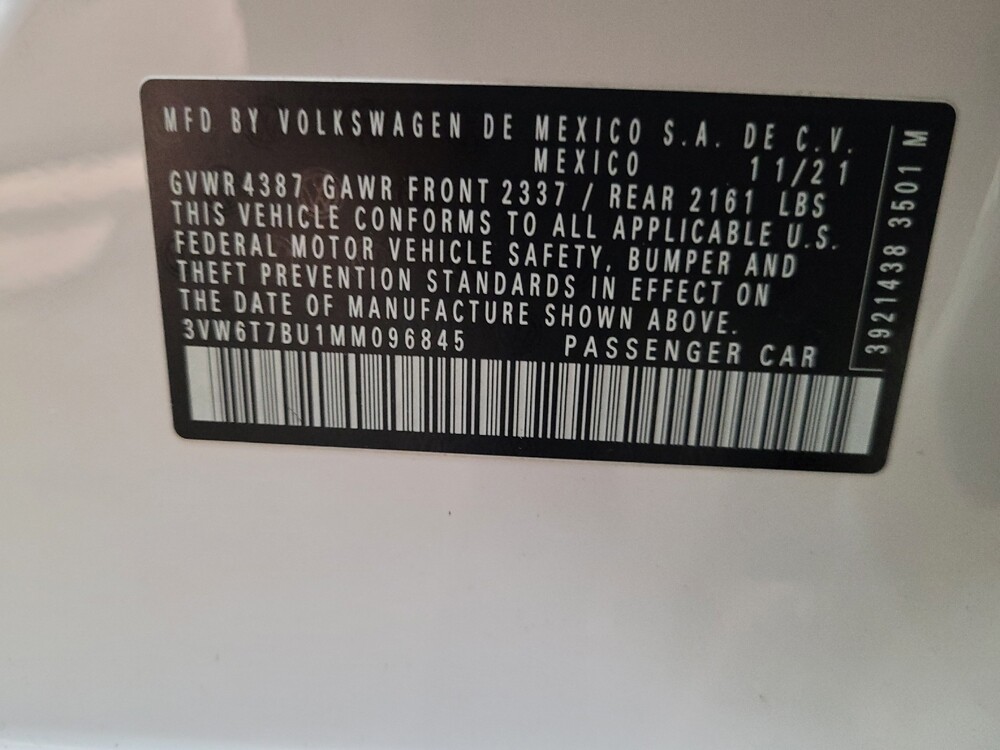 MFD BY VOLKSWAGEN DE MEXICO S.A. DE C.V.
MEXICO 11/21
GVWR4387 GAWR FRONT 2337 / REAR 2161 LBS
THIS VEHICLE CONFORMS TO ALL APPLICABLE U.S.
FEDERAL MOTOR VEHICLE SAFETY, BUMPER AND
THEFT PREVENTION STANDARDS IN EFFECT ON
THE DATE OF MANUFACTURE SHOWN ABOVE.
3VW6T7BU1MM096845 PASSENGER CAR
3921438 3501 M